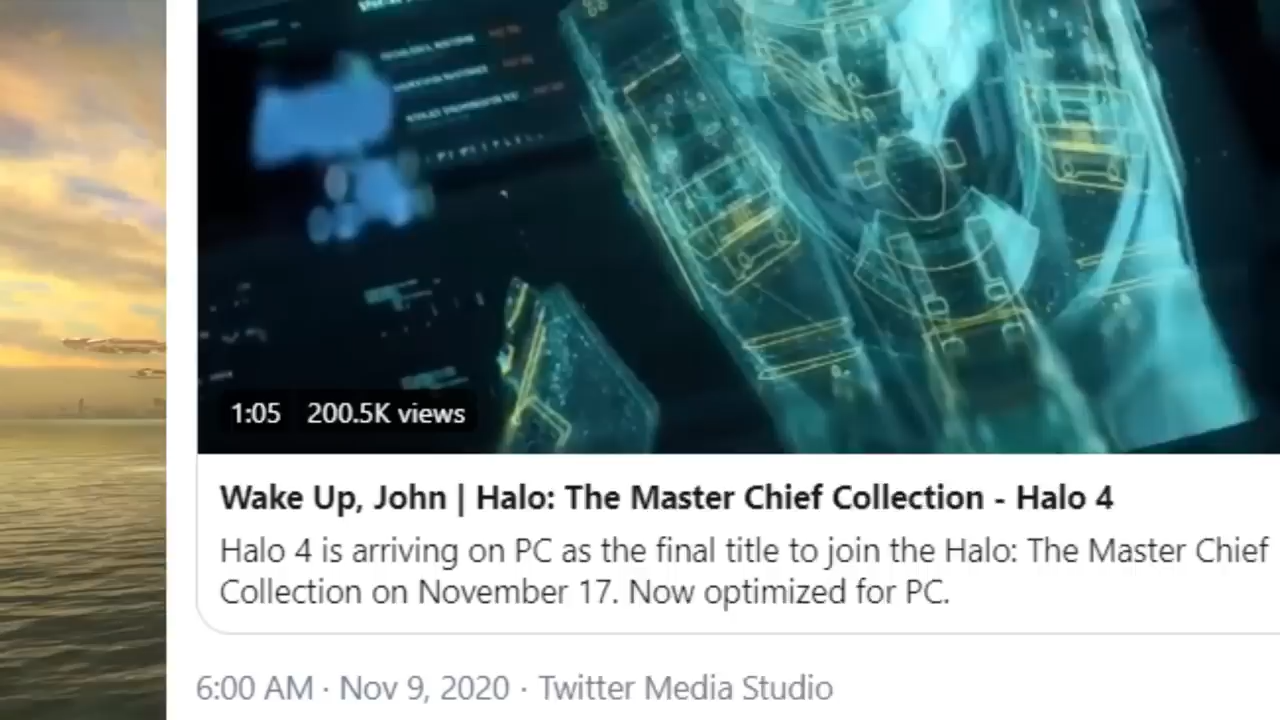 1:05 200.5K views
Wake Up, John | Halo: The Master Chief Collection - Halo 4
Halo 4 is arriving on PC as the final title to join the Halo: The Master Chief
Collection on November 17. Now optimized for PC.
6:00 AM · Nov 9, 2020 · Twitter Media Studio